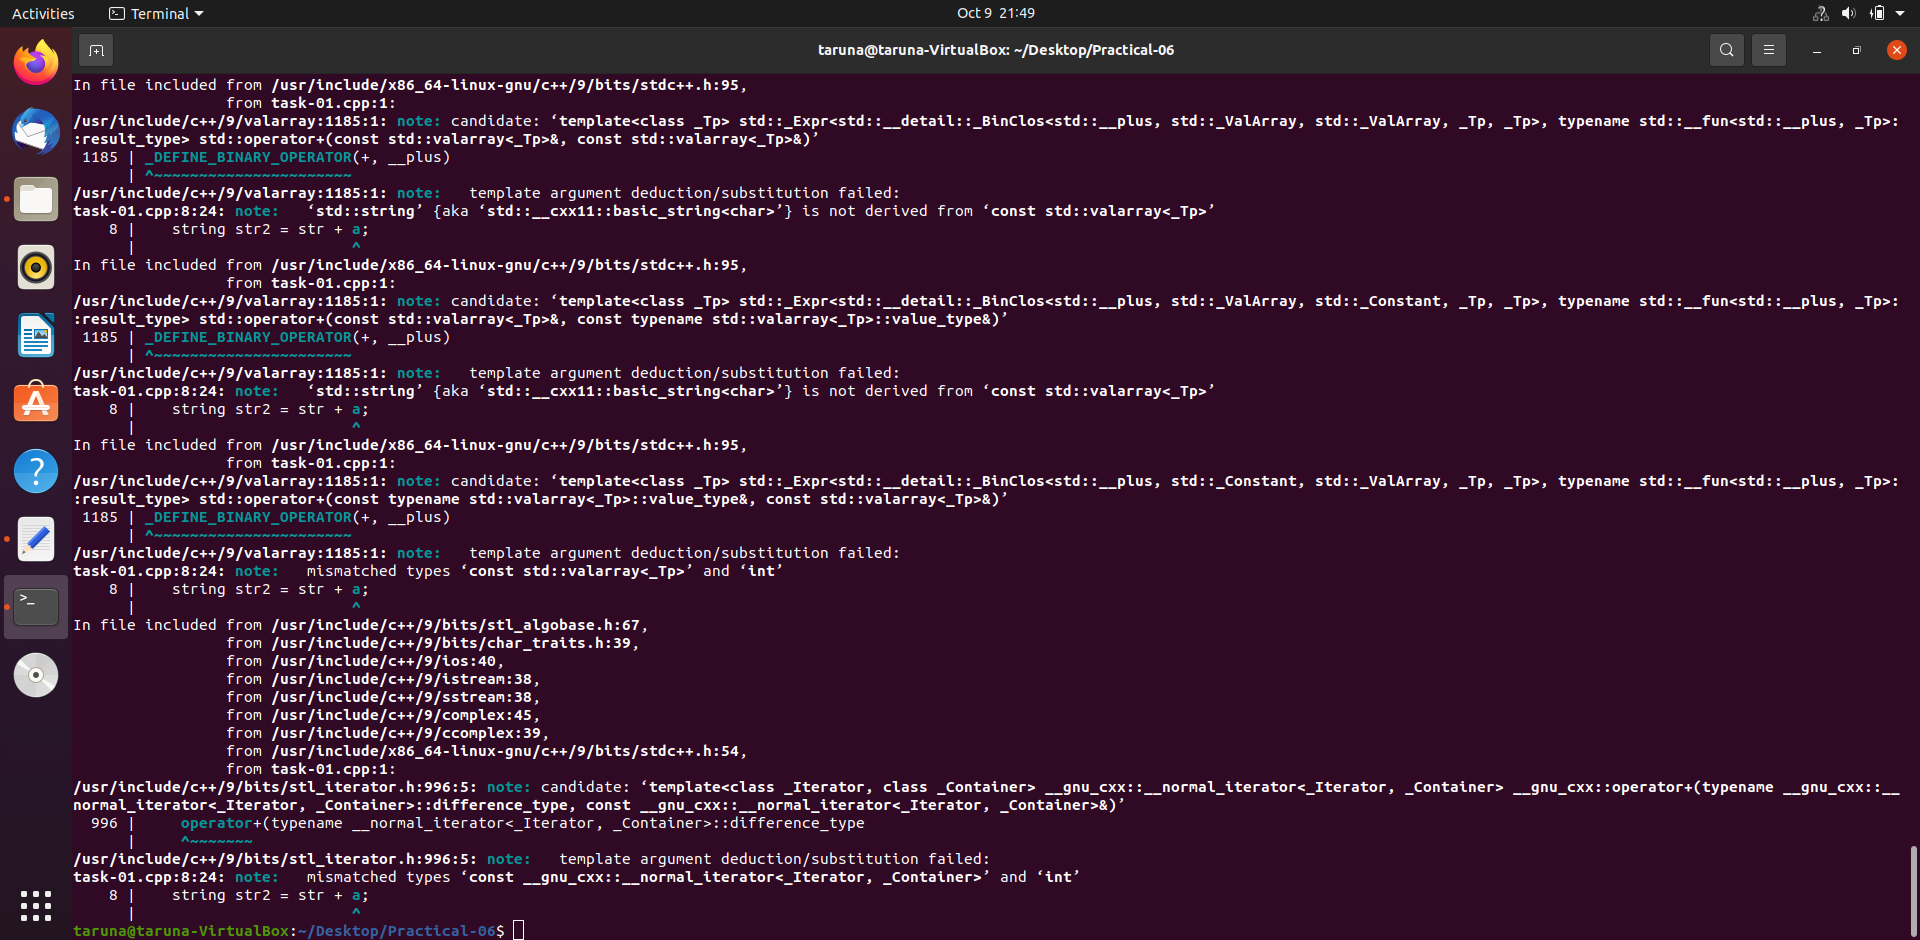 Activities
Terminal
Oct 9 21:49
taruna@taruna-VirtualBox: ~/Desktop/Practical-06
In file included from /usr/include/x86_64-linux-gnu/c++/9/bits/stdc++.h:95,
                 from task-01.cpp:1:
/usr/include/c++/9/valarray:1185:1: note: candidate: ‘template<class _Tp> std::_Expr<std::__detail::_BinClos<std::__plus, std::_ValArray, std::_ValArray, _Tp, _Tp>, typename std::__fun<std::__plus, _Tp>:
:result_type> std::operator+(const std::valarray<_Tp>&, const std::valarray<_Tp>&)’
 1185 | _DEFINE_BINARY_OPERATOR(+, __plus)
      | ^~~~~~~~~~~~~~~~~~~~~~~
/usr/include/c++/9/valarray:1185:1: note:   template argument deduction/substitution failed:
task-01.cpp:8:24: note:   ‘std::string’ {aka ‘std::__cxx11::basic_string<char>’} is not derived from ‘const std::valarray<_Tp>’
    8 |    string str2 = str + a;
      |                        ^
In file included from /usr/include/x86_64-linux-gnu/c++/9/bits/stdc++.h:95,
                 from task-01.cpp:1:
/usr/include/c++/9/valarray:1185:1: note: candidate: ‘template<class _Tp> std::_Expr<std::__detail::_BinClos<std::__plus, std::_ValArray, std::_Constant, _Tp, _Tp>, typename std::__fun<std::__plus, _Tp>:
:result_type> std::operator+(const std::valarray<_Tp>&, const typename std::valarray<_Tp>::value_type&)’
 1185 | _DEFINE_BINARY_OPERATOR(+, __plus)
      | ^~~~~~~~~~~~~~~~~~~~~~~
/usr/include/c++/9/valarray:1185:1: note:   template argument deduction/substitution failed:
task-01.cpp:8:24: note:   ‘std::string’ {aka ‘std::__cxx11::basic_string<char>’} is not derived from ‘const std::valarray<_Tp>’
    8 |    string str2 = str + a;
      |                        ^
In file included from /usr/include/x86_64-linux-gnu/c++/9/bits/stdc++.h:95,
                 from task-01.cpp:1:
/usr/include/c++/9/valarray:1185:1: note: candidate: ‘template<class _Tp> std::_Expr<std::__detail::_BinClos<std::__plus, std::_Constant, std::_ValArray, _Tp, _Tp>, typename std::__fun<std::__plus, _Tp>:
:result_type> std::operator+(const typename std::valarray<_Tp>::value_type&, const std::valarray<_Tp>&)’
 1185 | _DEFINE_BINARY_OPERATOR(+, __plus)
      | ^~~~~~~~~~~~~~~~~~~~~~~
/usr/include/c++/9/valarray:1185:1: note:   template argument deduction/substitution failed:
task-01.cpp:8:24: note:   mismatched types ‘const std::valarray<_Tp>’ and ‘int’
    8 |    string str2 = str + a;
      |                        ^
In file included from /usr/include/c++/9/bits/stl_algobase.h:67,
                 from /usr/include/c++/9/bits/char_traits.h:39,
                 from /usr/include/c++/9/ios:40,
                 from /usr/include/c++/9/istream:38,
                 from /usr/include/c++/9/sstream:38,
                 from /usr/include/c++/9/complex:45,
                 from /usr/include/c++/9/ccomplex:39,
                 from /usr/include/x86_64-linux-gnu/c++/9/bits/stdc++.h:54,
                 from task-01.cpp:1:
/usr/include/c++/9/bits/stl_iterator.h:996:5: note: candidate: ‘template<class _Iterator, class _Container> __gnu_cxx::__normal_iterator<_Iterator, _Container> __gnu_cxx::operator+(typename __gnu_cxx::__
normal_iterator<_Iterator, _Container>::difference_type, const __gnu_cxx::__normal_iterator<_Iterator, _Container>&)’
  996 |     operator+(typename __normal_iterator<_Iterator, _Container>::difference_type
      |     ^~~~~~~~
/usr/include/c++/9/bits/stl_iterator.h:996:5: note:   template argument deduction/substitution failed:
task-01.cpp:8:24: note:   mismatched types ‘const __gnu_cxx::__normal_iterator<_Iterator, _Container>’ and ‘int’
    8 |    string str2 = str + a;
      |                        ^
taruna@taruna-VirtualBox:~/Desktop/Practical-06$